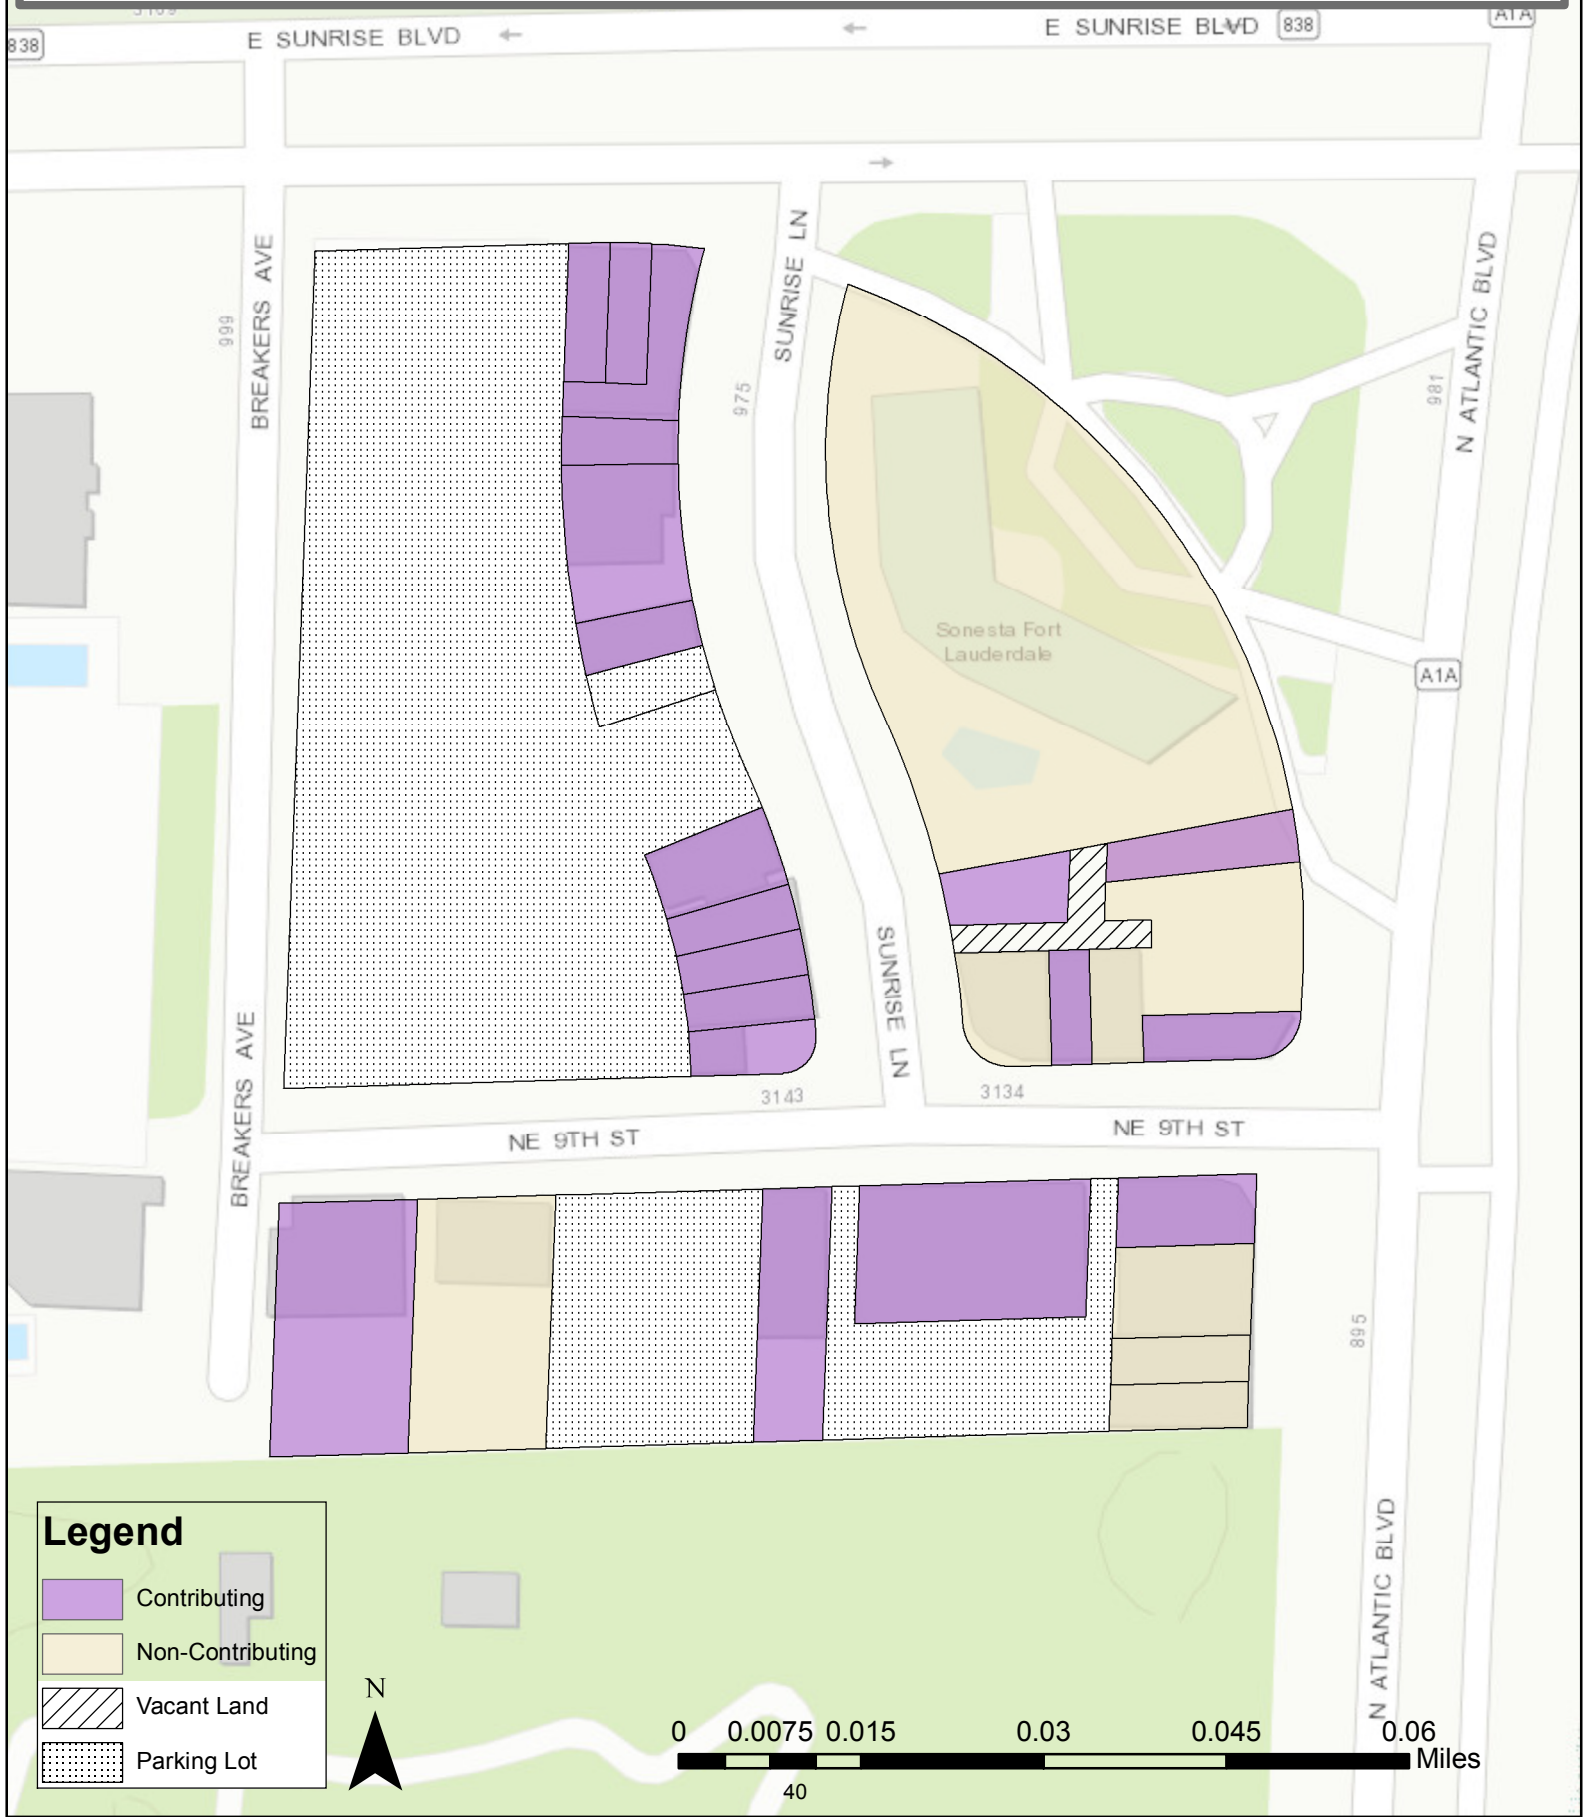 A1A
838
E SUNRISE BLVD
E SUNRISE BLVD
838
BREAKERS AVE
SUNRISE LN
N ATLANTIC BLVD
999
975
981
Sonesta Fort
Lauderdale
A1A
SUNRISE LN
BREAKERS AVE
3143
3134
NE 9TH ST
NE 9TH ST
895
Legend
Contributing
Non-Contributing
Vacant Land
Parking Lot
N
N ATLANTIC BLVD
0 0.0075 0.015 0.03 0.045 0.06
Miles
40